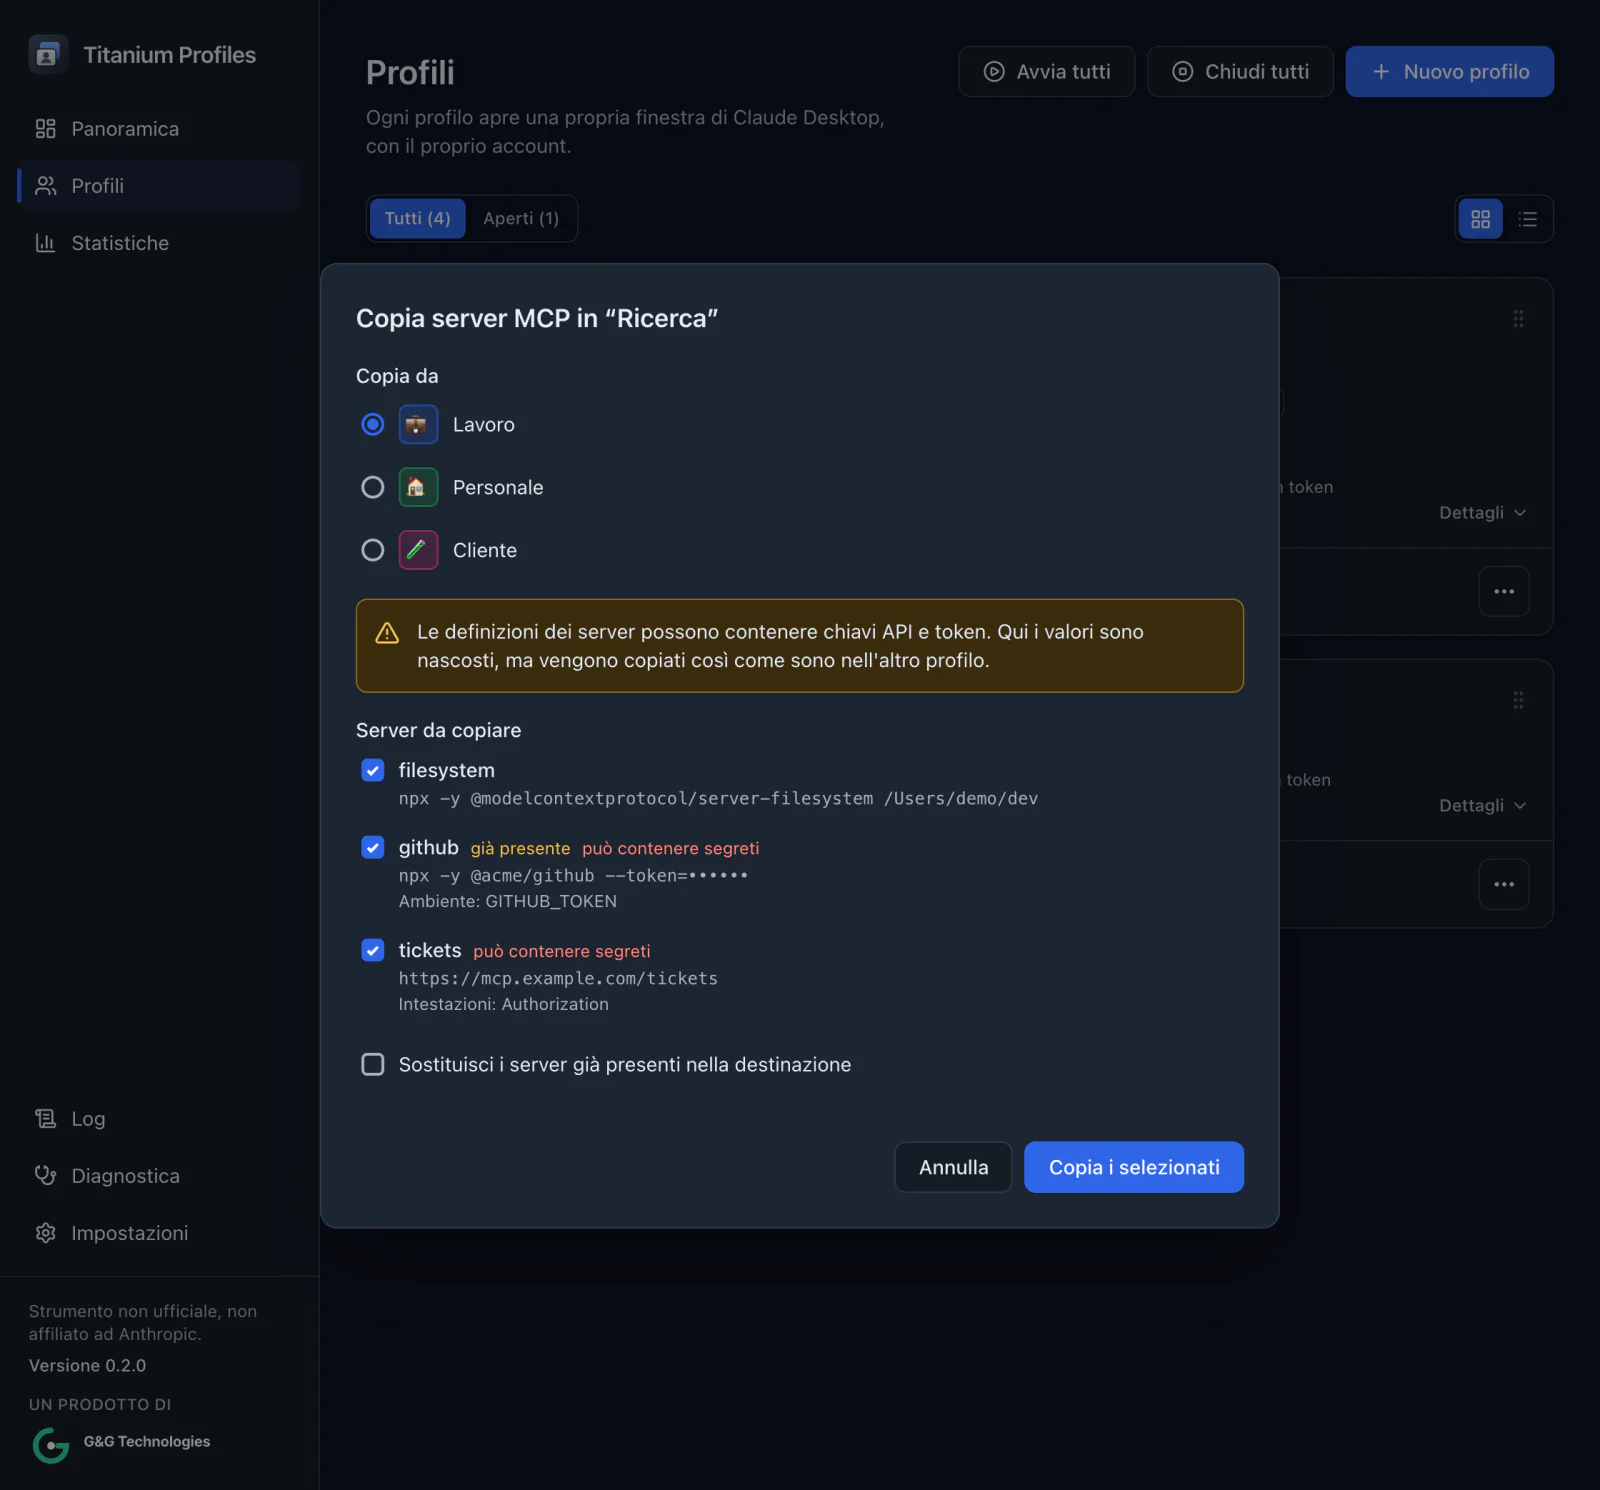 Titanium Profiles
Panoramica
Profili
Statistiche
Log
Diagnostica
Impostazioni
Strumento non ufficiale, non
affiliato ad Anthropic.
Versione 0.2.0
UN PRODOTTO DI
G&G Technologies
Profili
Ogni profilo apre una propria finestra di Claude Desktop,
con il proprio account.
Avvia tutti
Chiudi tutti
Nuovo profilo
Tutti (4)
Aperti (1)
Copia server MCP in “Ricerca”
Copia da
Lavoro
Personale
Cliente
Le definizioni dei server possono contenere chiavi API e token. Qui i valori sono
nascosti, ma vengono copiati così come sono nell'altro profilo.
Server da copiare
filesystem
npx -y @modelcontextprotocol/server-filesystem /Users/demo/dev
github già presente può contenere segreti
npx -y @acme/github --token=••••••
Ambiente: GITHUB_TOKEN
tickets può contenere segreti
https://mcp.example.com/tickets
Intestazioni: Authorization
Sostituisci i server già presenti nella destinazione
Annulla
Copia i selezionati
token
Dettagli
token
Dettagli